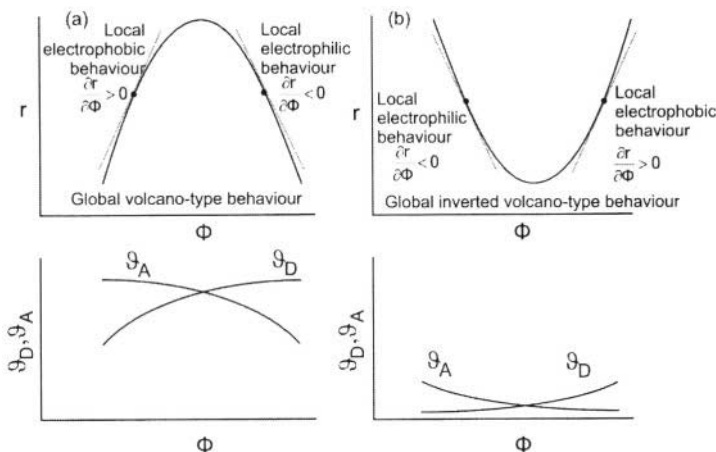 (a)
Local
electrophobic
behaviour
∂r/∂Φ >0
Local
electrophilic
behaviour
∂r/∂Φ <0
r
Global volcano-type behaviour
Φ
(b)
Local
electrophilic
behaviour
∂r/∂Φ <0
Local
electrophobic
behaviour
∂r/∂Φ >0
r
Global inverted volcano-type behaviour
Φ
ϑA
ϑD
ϑD,ϑA
Φ
ϑA
ϑD
ϑD,ϑA
Φ